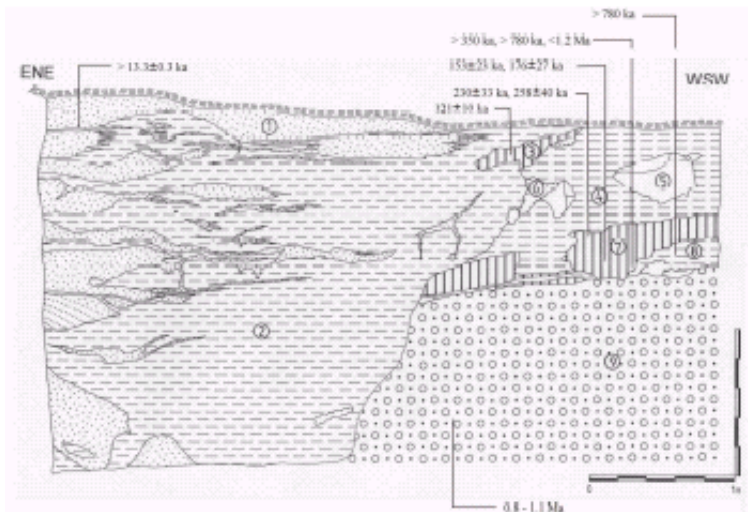 > 780 ka
> 350 ka, > 780 ka, <1.2 Ma
ENE
> 13.3±0.3 ka
153±23 ka, 176±27 ka
WSW
230±33 ka, 258±40 ka
121±10 ka
1
3
6
4
5
7
8
2
9
0
0.8 - 1.1 Ma